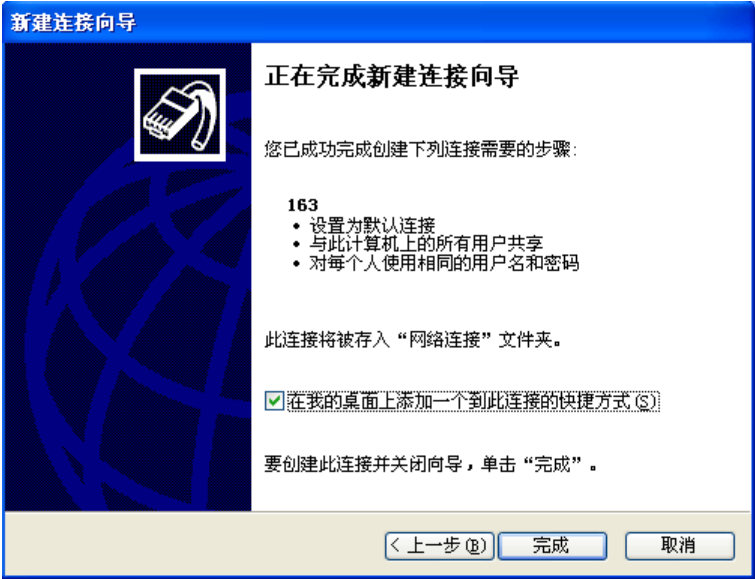 新建连接向导
正在完成新建连接向导
您已成功完成创建下列连接需要的步骤:
163
• 设置为默认连接
• 与此计算机上的所有用户共享
• 对每个人使用相同的用户名和密码
此连接将被存入“网络连接”文件夹。
在我的桌面上添加一个到此连接的快捷方式(S)
要创建此连接并关闭向导，单击“完成”。
< 上一步(B) 完成 取消